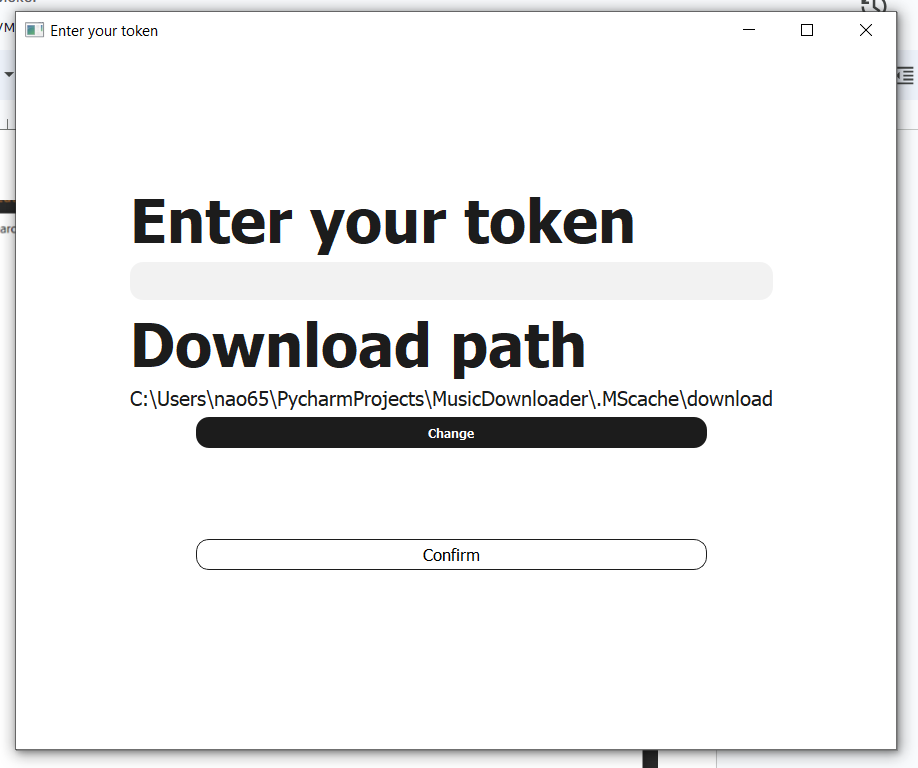 Enter your token
Enter your token
Download path
C:\Users\nao65\PycharmProjects\MusicDownloader\.MScache\download
Change
Confirm